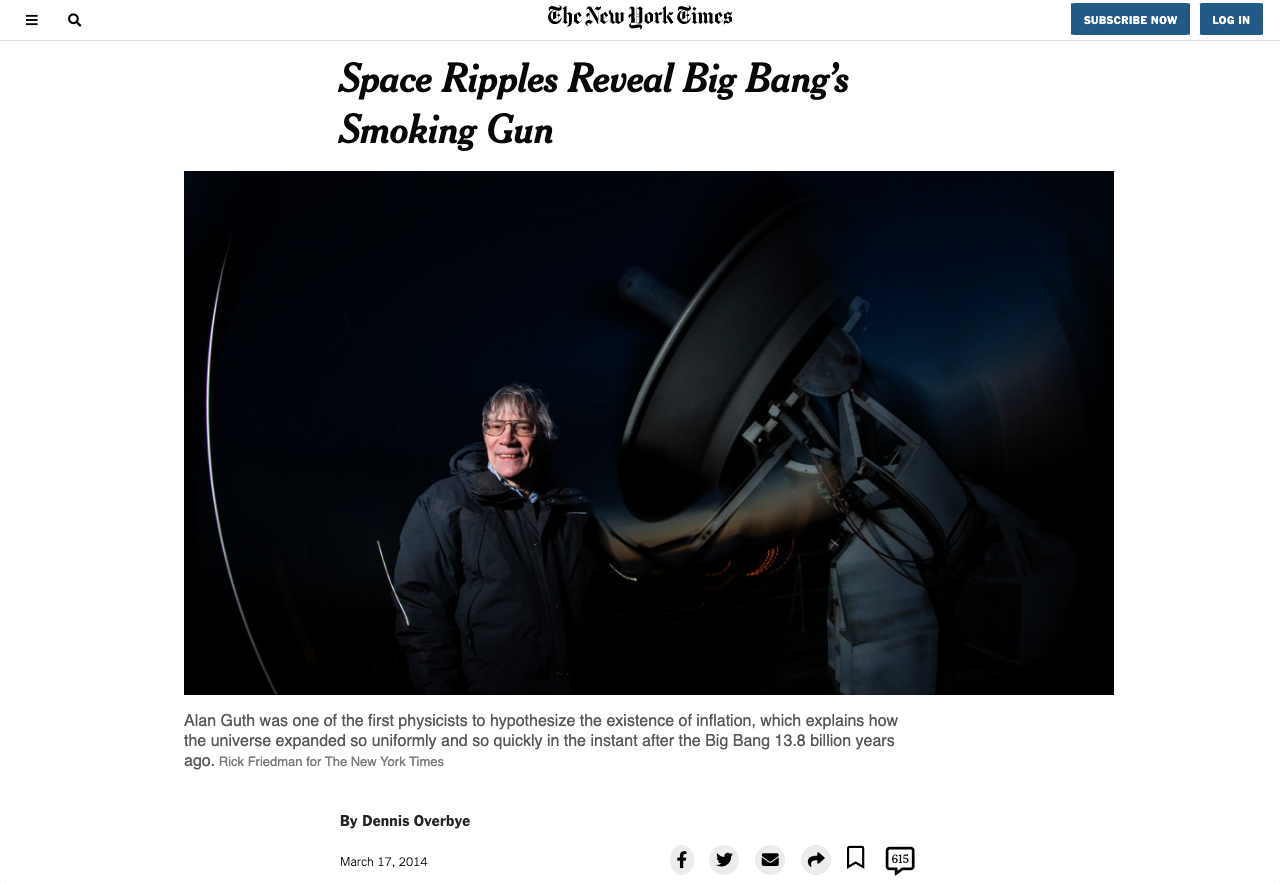 The New York Times
SUBSCRIBE NOW
LOG IN
Space Ripples Reveal Big Bang’s
Smoking Gun
Alan Guth was one of the first physicists to hypothesize the existence of inflation, which explains how
the universe expanded so uniformly and so quickly in the instant after the Big Bang 13.8 billion years
ago. Rick Friedman for The New York Times
By Dennis Overbye
March 17, 2014
615